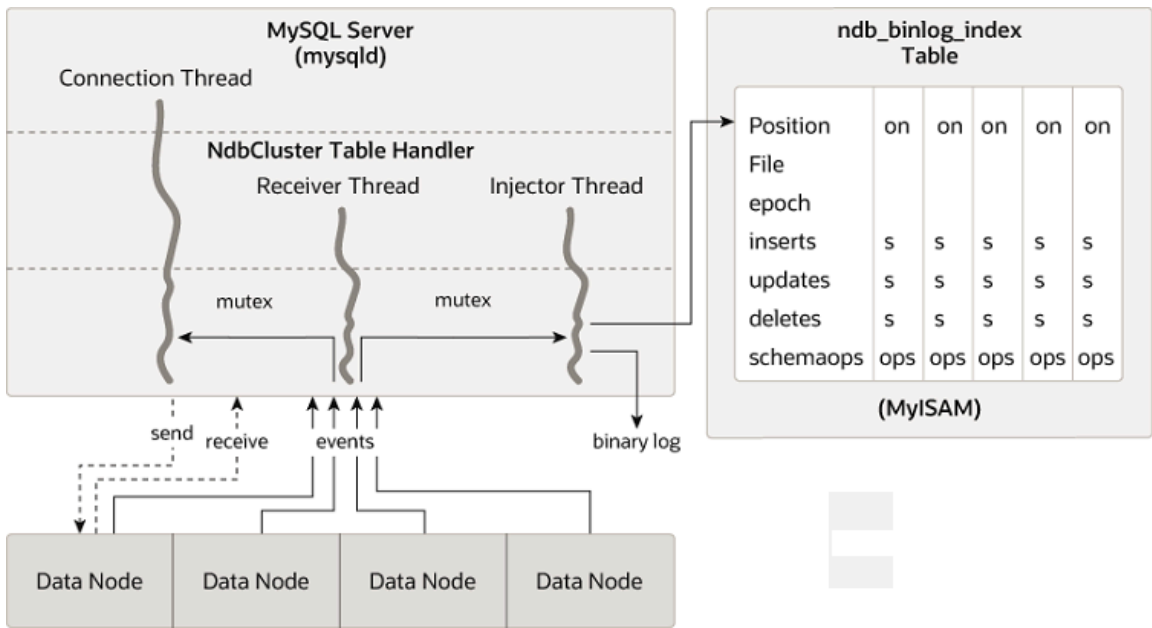 MySQL Server
(mysqld)
Connection Thread
NdbCluster Table Handler
Receiver Thread
Injector Thread
mutex
mutex
send
receive
events
binary log
Data Node
Data Node
Data Node
Data Node
ndb_binlog_index
Table
Position on on on on on
File
epoch
inserts s s s s s
updates s s s s s
deletes s s s s s
schemaops ops ops ops ops ops
(MyISAM)